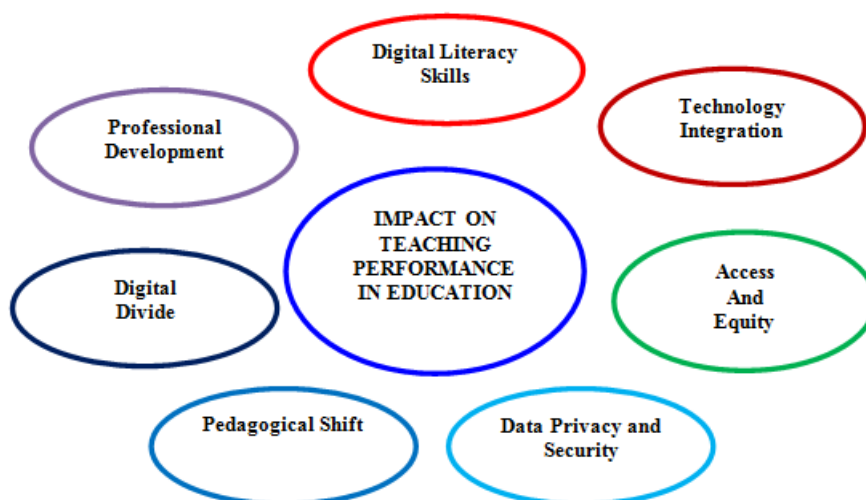 Digital Literacy
Skills
Technology
Integration
Professional
Development
IMPACT ON
TEACHING
PERFORMANCE
IN EDUCATION
Access
And
Equity
Digital
Divide
Pedagogical Shift
Data Privacy and
Security